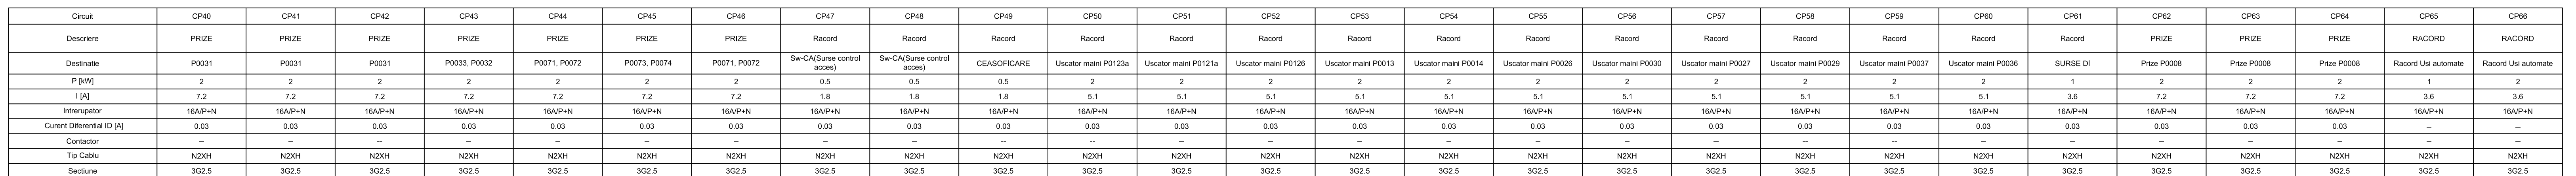 Circuit CP40 CP41 CP42 CP43 CP44 CP45 CP46 CP47 CP48 CP49 CP50 CP51 CP52 CP53 CP54 CP55 CP56 CP57 CP58 CP59 CP60 CP61 CP62 CP63 CP64 CP65 CP66
Descriere PRIZE PRIZE PRIZE PRIZE PRIZE PRIZE PRIZE Racord Racord Racord Racord Racord Racord Racord Racord Racord Racord Racord Racord Racord Racord Racord PRIZE PRIZE PRIZE RACORD RACORD
Destinatie P0031 P0031 P0031 P0033, P0032 P0071, P0072 P0073, P0074 P0071, P0072 Sw-CA(Surse control acces) Sw-CA(Surse control acces) CEASOFICARE Uscator maini P0123a Uscator maini P0121a Uscator maini P0126 Uscator maini P0013 Uscator maini P0014 Uscator maini P0026 Uscator maini P0030 Uscator maini P0027 Uscator maini P0029 Uscator maini P0037 Uscator maini P0036 SURSE DI Prize P0008 Prize P0008 Prize P0008 Racord Usi automate Racord Usi automate
P [kW] 2 2 2 2 2 2 2 0.5 0.5 0.5 2 2 2 2 2 2 2 2 2 2 2 1 2 2 2 1 2
I [A] 7.2 7.2 7.2 7.2 7.2 7.2 7.2 1.8 1.8 1.8 5.1 5.1 5.1 5.1 5.1 5.1 5.1 5.1 5.1 5.1 5.1 3.6 7.2 7.2 7.2 3.6 3.6
Intrerupator 16A/P+N 16A/P+N 16A/P+N 16A/P+N 16A/P+N 16A/P+N 16A/P+N 16A/P+N 16A/P+N 16A/P+N 16A/P+N 16A/P+N 16A/P+N 16A/P+N 16A/P+N 16A/P+N 16A/P+N 16A/P+N 16A/P+N 16A/P+N 16A/P+N 16A/P+N 16A/P+N 16A/P+N 16A/P+N 16A/P+N 16A/P+N
Curent Diferential ID [A] 0.03 0.03 0.03 0.03 0.03 0.03 0.03 0.03 0.03 0.03 0.03 0.03 0.03 0.03 0.03 0.03 0.03 0.03 0.03 0.03 0.03 0.03 0.03 0.03 0.03 -- --
Contactor -- -- -- -- -- -- -- -- -- -- -- -- -- -- -- -- -- -- -- -- -- -- -- -- -- -- --
Tip Cablu N2XH N2XH N2XH N2XH N2XH N2XH N2XH N2XH N2XH N2XH N2XH N2XH N2XH N2XH N2XH N2XH N2XH N2XH N2XH N2XH N2XH N2XH N2XH N2XH N2XH N2XH N2XH
Sectiune 3G2.5 3G2.5 3G2.5 3G2.5 3G2.5 3G2.5 3G2.5 3G2.5 3G2.5 3G2.5 3G2.5 3G2.5 3G2.5 3G2.5 3G2.5 3G2.5 3G2.5 3G2.5 3G2.5 3G2.5 3G2.5 3G2.5 3G2.5 3G2.5 3G2.5 3G2.5 3G2.5